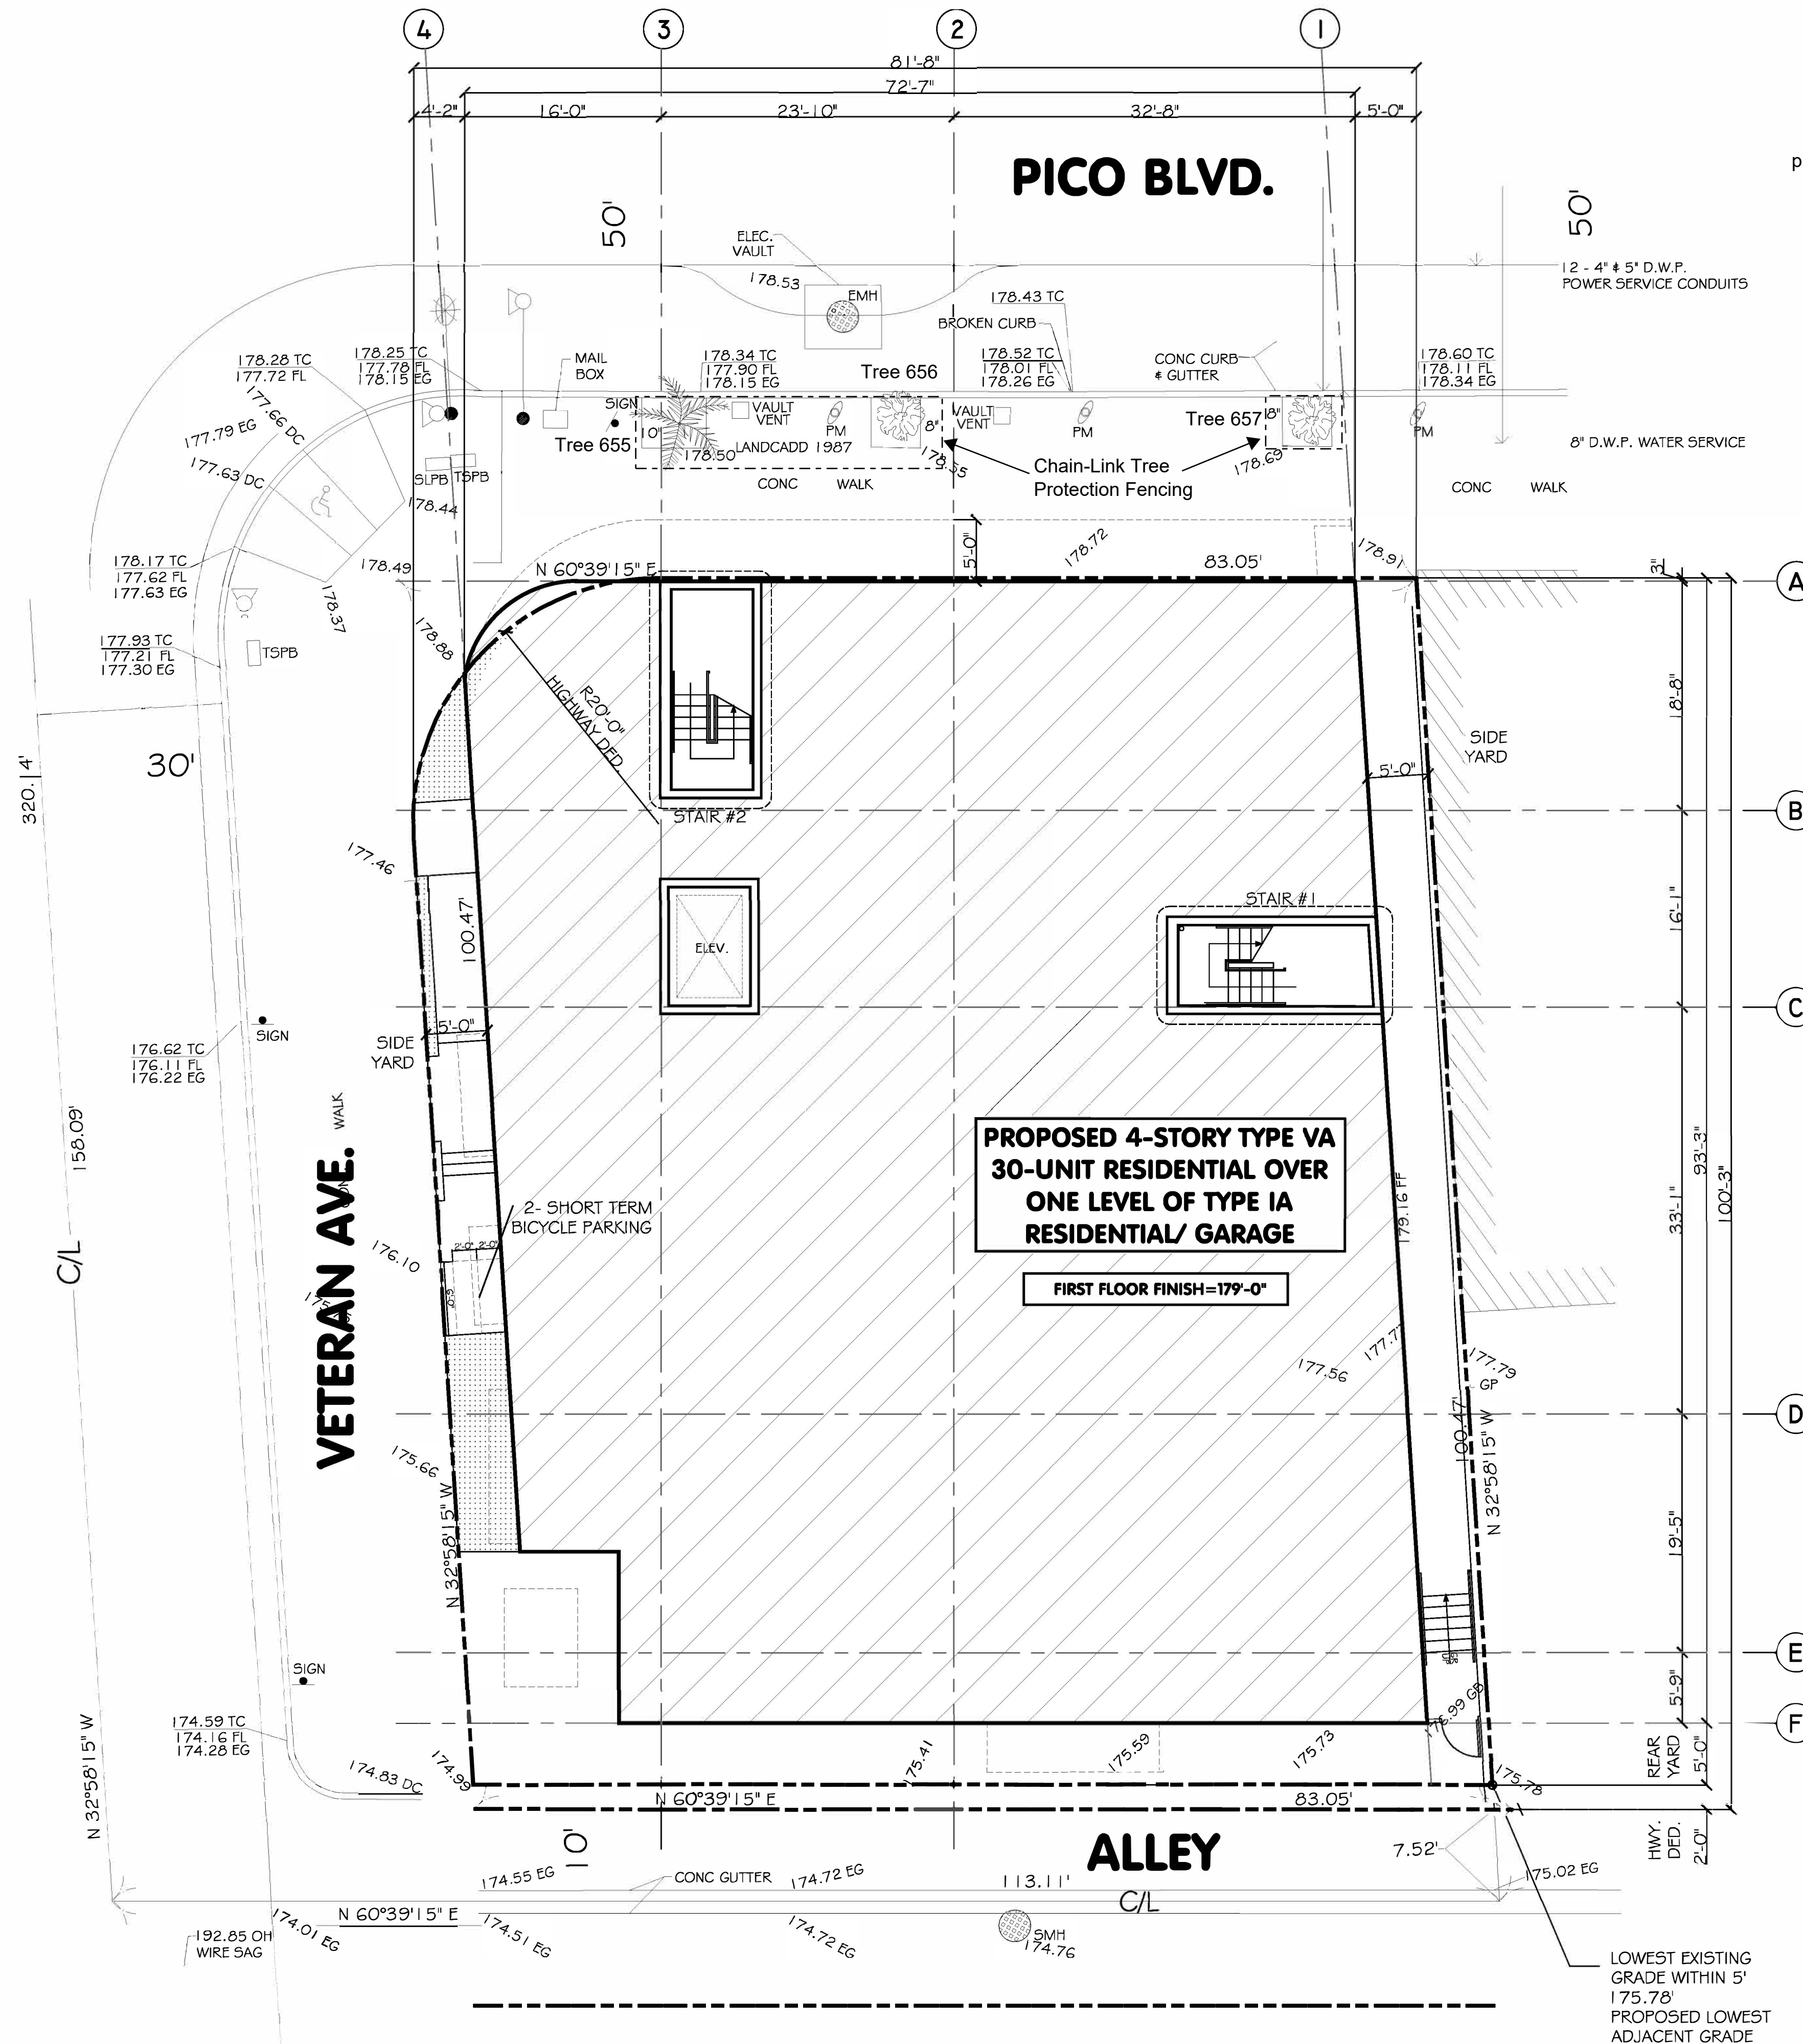 4
3
2
1
81'-8"
72'-7"
4'-2"
16'-0"
23'-10"
32'-8"
5'-0"
PICO BLVD.
p
50'
50'
ELEC.
VAULT
178.53
EMH
12 - 4" & 5" D.W.P.
POWER SERVICE CONDUITS
178.43 TC
BROKEN CURB
178.28 TC
177.72 FL
178.25 TC
177.78 FL
178.15 EG
MAIL
BOX
178.34 TC
177.90 FL
178.15 EG
Tree 656
178.52 TC
178.01 FL
178.26 EG
CONC CURB
& GUTTER
178.60 TC
178.11 FL
178.34 EG
177.66 DC
177.79 EG
177.63 DC
SIGN
Tree 655
10"
VAULT
VENT
PM
8"
VAULT
VENT
PM
Tree 657
8"
PM
178.50
LANDCADD 1987
178.55
178.69
8" D.W.P. WATER SERVICE
Chain-Link Tree
Protection Fencing
SLPB
TSPB
CONC WALK
CONC WALK
178.44
178.17 TC
177.62 FL
177.63 EG
178.49
N 60°39'15" E
5'-0"
178.72
83.05'
178.91
3"
A
178.37
178.88
177.93 TC
177.21 FL
177.30 EG
TSPB
R20'-0"
HIGHWAY DED.
18'-8"
SIDE
YARD
30'
320.14'
5'-0"
STAIR #2
B
177.46
100.47'
ELEV.
STAIR #1
16'-1"
C
SIGN
5'-0"
SIDE
YARD
176.62 TC
176.11 FL
176.22 EG
WALK
158.09'
C/L
VETERAN AVE.
PROPOSED 4-STORY TYPE VA
30-UNIT RESIDENTIAL OVER
ONE LEVEL OF TYPE IA
RESIDENTIAL/ GARAGE
FIRST FLOOR FINISH=179'-0"
179.16 FF
33'-1"
93'-3"
100'-3"
2- SHORT TERM
BICYCLE PARKING
2'-0"
2'-0"
176.10
177.56
177.79
GP
D
175.66
100.47'
N 32°58'15" W
N 32°58'15" W
19'-5"
E
SIGN
5'-9"
F
174.59 TC
174.16 FL
174.28 EG
N 32°58'15" W
174.83 DC
174.99
175.41
175.59
175.73
175.78
REAR
YARD
5'-0"
N 60°39'15" E
83.05'
10'
ALLEY
7.52'
HWY.
DED.
2'-0"
174.55 EG
CONC GUTTER
174.72 EG
113.11'
C/L
175.02 EG
N 60°39'15" E
174.01 EG
174.51 EG
174.72 EG
SMH
174.76
192.85 OH
WIRE SAG
LOWEST EXISTING
GRADE WITHIN 5'
175.78'
PROPOSED LOWEST
ADJACENT GRADE